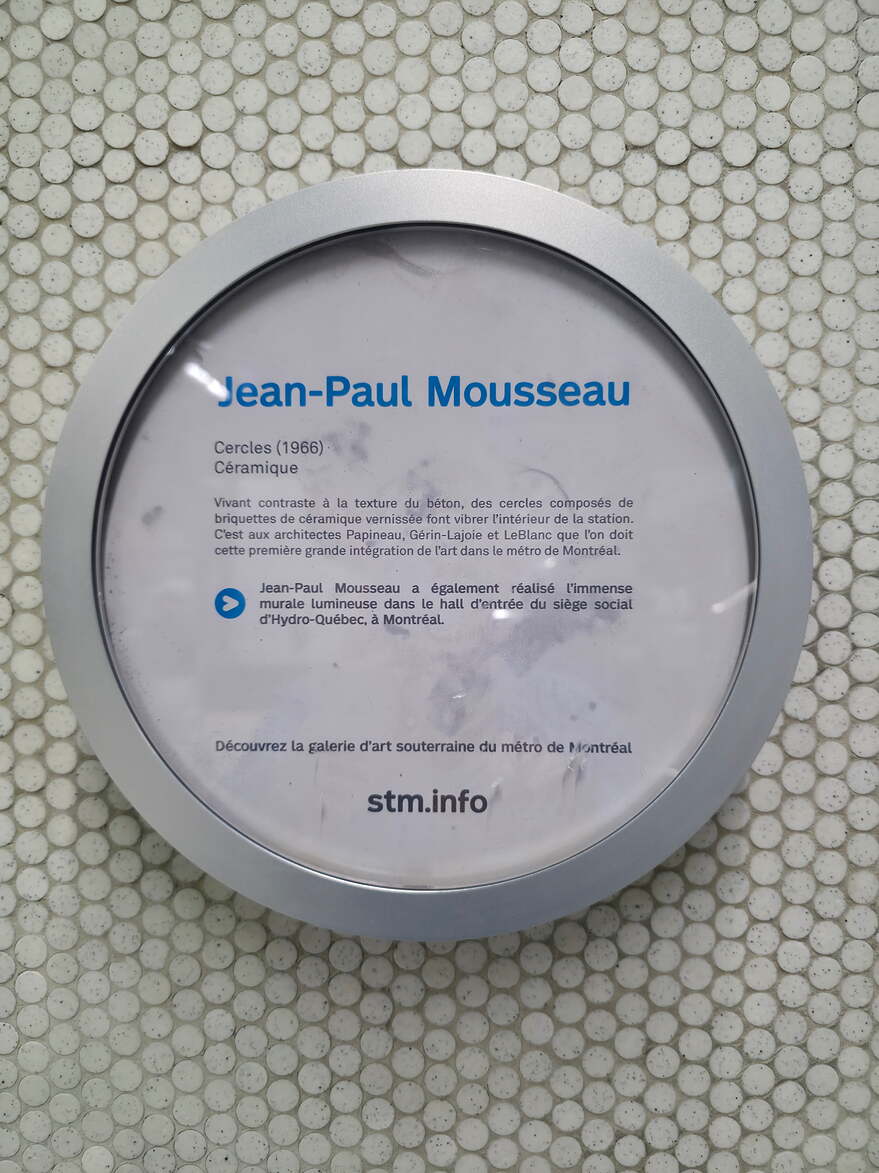 Jean-Paul Mousseau
Cercles (1966)
Céramique
Vivant contraste à la texture du béton, des cercles composés de
briquettes de céramique vernissée font vibrer l'intérieur de la station.
C'est aux architectes Papineau, Gérin-Lajoie et LeBlanc que l'on doit
cette première grande intégration de l'art dans le métro de Montréal.
Jean-Paul Mousseau a également réalisé l'immense
murale lumineuse dans le hall d'entrée du siège social
d'Hydro-Québec, à Montréal.
Découvrez la galerie d'art souterraine du métro de Montréal
stm.info